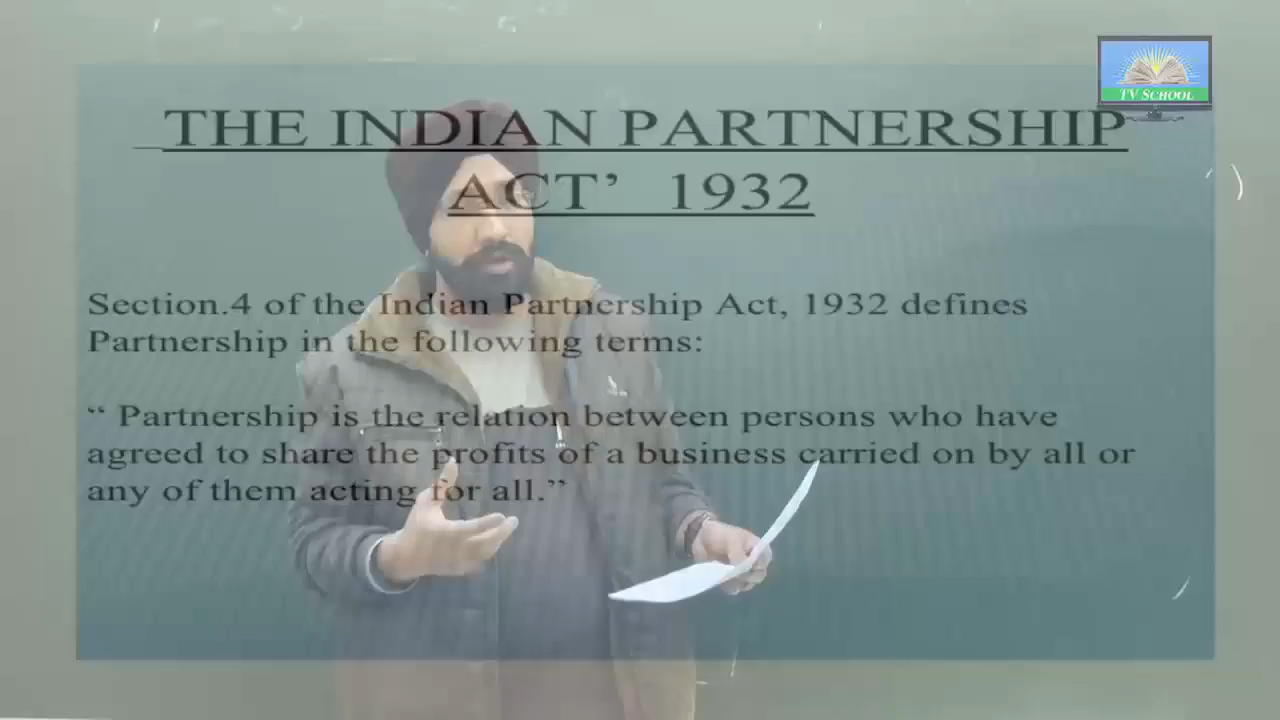 TV SCHOOL
THE INDIAN PARTNERSHIP
ACT’ 1932
Section.4 of the Indian Partnership Act, 1932 defines
Partnership in the following terms:
“ Partnership is the relation between persons who have
agreed to share the profits of a business carried on by all or
any of them acting for all.”